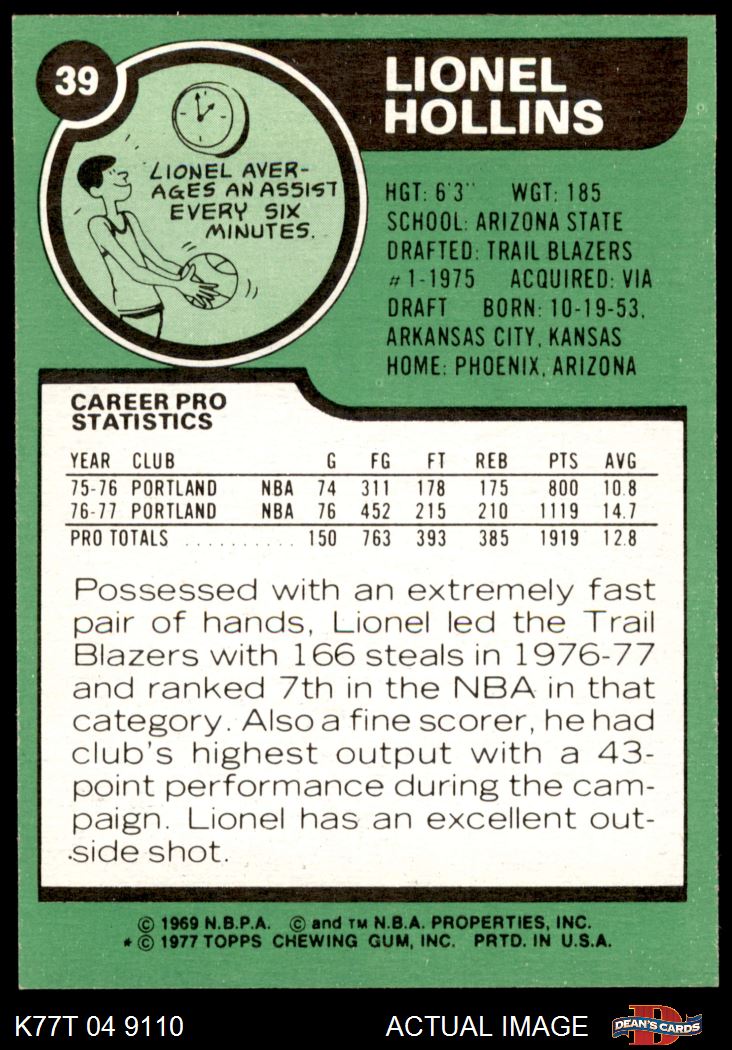 39
LIONEL
HOLLINS
LIONEL AVER-
AGES AN ASSIST
EVERY SIX
MINUTES.
HGT: 6'3" WGT: 185
SCHOOL: ARIZONA STATE
DRAFTED: TRAIL BLAZERS
#1-1975 ACQUIRED: VIA
DRAFT BORN: 10-19-53,
ARKANSAS CITY, KANSAS
HOME: PHOENIX, ARIZONA
CAREER PRO
STATISTICS
YEAR CLUB G FG FT REB PTS AVG
75-76 PORTLAND NBA 74 311 178 175 800 10.8
76-77 PORTLAND NBA 76 452 215 210 1119 14.7
PRO TOTALS .......... 150 763 393 385 1919 12.8
Possessed with an extremely fast
pair of hands, Lionel led the Trail
Blazers with 166 steals in 1976-77
and ranked 7th in the NBA in that
category. Also a fine scorer, he had
club's highest output with a 43-
point performance during the cam-
paign. Lionel has an excellent out-
side shot.
© 1969 N.B.P.A. © and TM N.B.A. PROPERTIES, INC.
* © 1977 TOPPS CHEWING GUM, INC. PRTD. IN U.S.A.
K77T 04 9110 ACTUAL IMAGE D DEAN'S CARDS